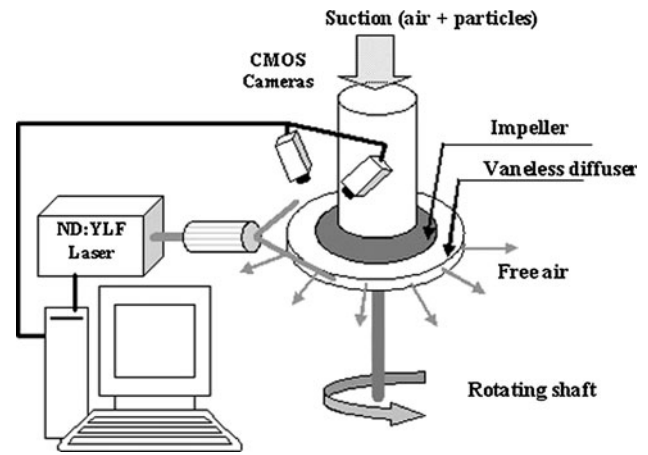 Suction (air + particles)
CMOS
Cameras
Impeller
Vaneless diffuser
ND:YLF
Laser
Free air
Rotating shaft